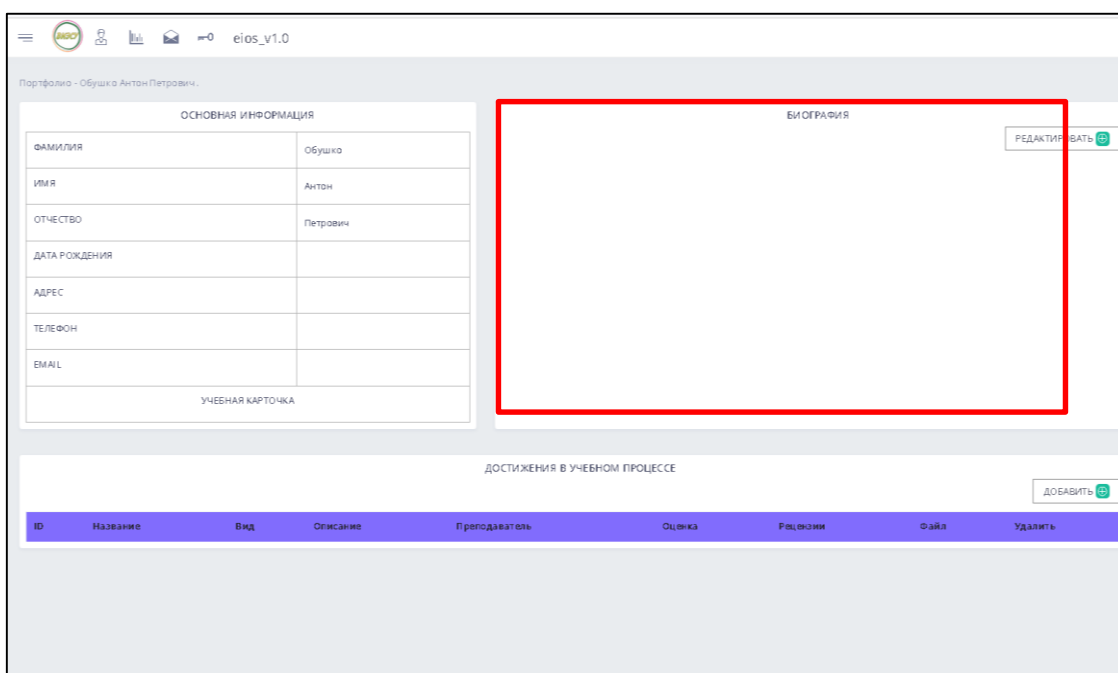 eios_v1.0
Портфолио - Обушко Антон Петрович.
ОСНОВНАЯ ИНФОРМАЦИЯ
ФАМИЛИЯ Обушко
ИМЯ Антон
ОТЧЕСТВО Петрович
ДАТА РОЖДЕНИЯ
АДРЕС
ТЕЛЕФОН
EMAIL
УЧЕБНАЯ КАРТОЧКА
БИОГРАФИЯ
РЕДАКТИРОВАТЬ
ДОСТИЖЕНИЯ В УЧЕБНОМ ПРОЦЕССЕ
ДОБАВИТЬ
ID Название Вид Описание Преподаватель Оценка Рецензии Файл Удалить